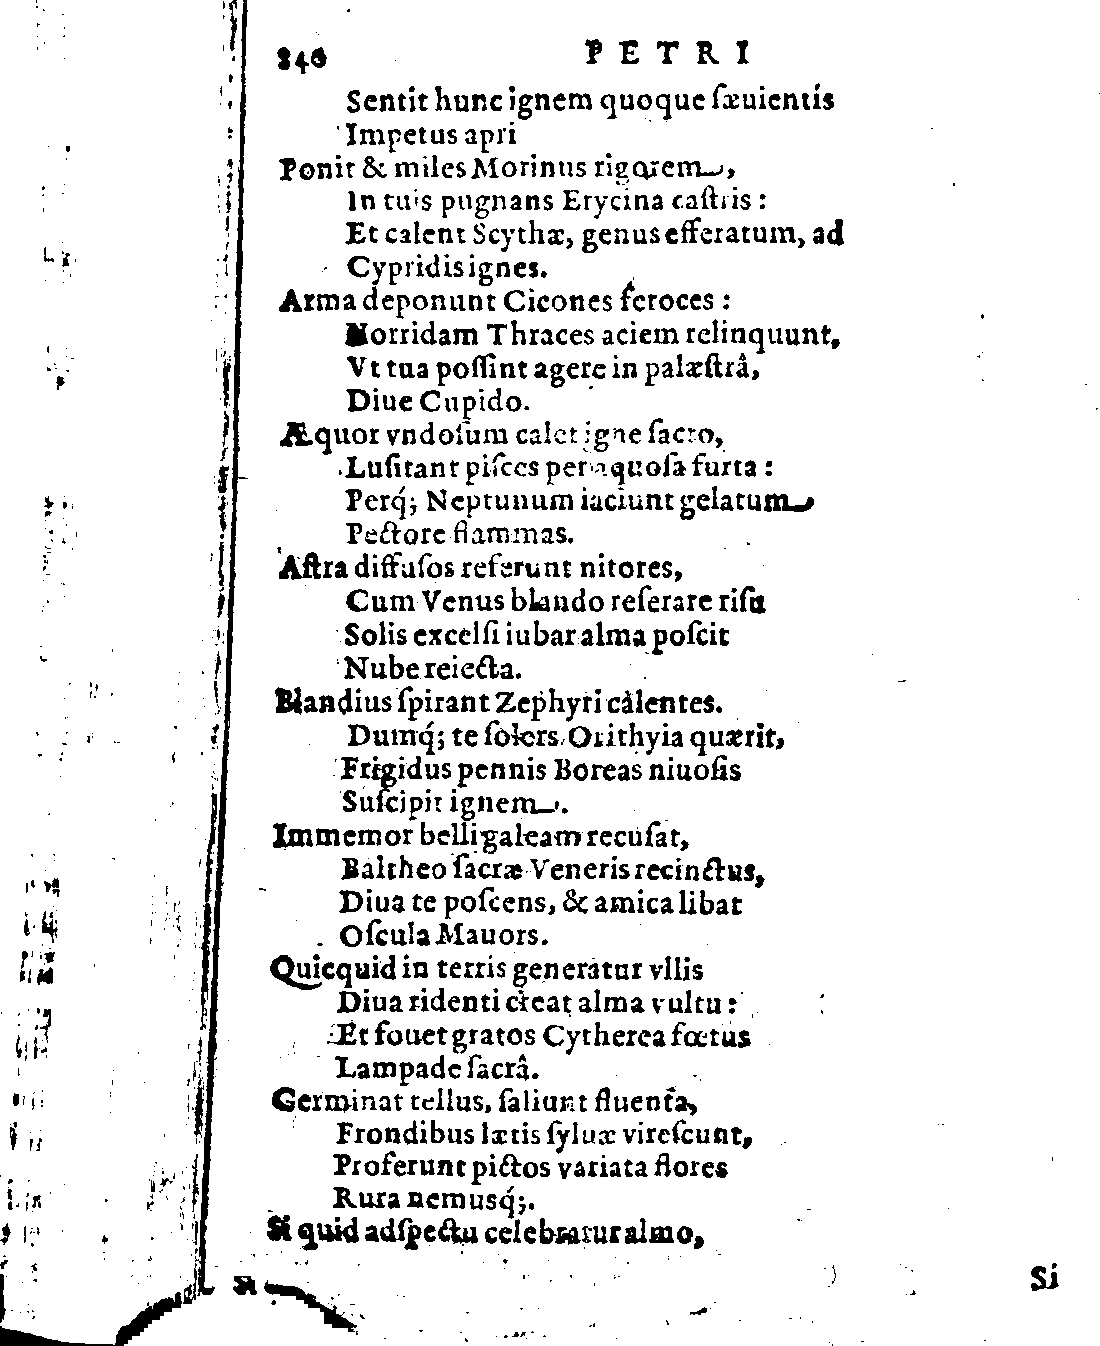 840 PETRI
Sentit hunc ignem quoque ſæuientis
Impetus apri
Ponit & miles Morinus rigorem,
In tuis pugnans Erycina caſtris:
Et calent Scythæ, genus efferatum, ad
Cypridis ignes.
Arma deponunt Cicones feroces:
Horridam Thraces aciem relinquunt,
Vt tua poſſint agere in palæſtrâ,
Diue Cupido.
Æquor vndoſum calet igne ſacro,
Luſitant piſces per aquoſa furta:
Perq́; Neptunum iaciunt gelatum
Pectore flammas.
Aſtra diffuſos referunt nitores,
Cum Venus blando reſerare riſu
Solis excelſi iubar alma poſcit
Nube reiecta.
Blandius ſpirant Zephyri calentes.
Dumq́; te ſolers Orithyia quærit,
Frigidus pennis Boreas niuoſis
Suſcipit ignem.
Immemor belli galeam recuſat,
Baltheo ſacræ Veneris recinctus,
Diua te poſcens, & amica libat
Oſcula Mauors.
Quicquid in terris generatur vllis
Diua ridenti creat alma vultu:
Et fouet gratos Cytherea fœtus
Lampade ſacrâ.
Germinat tellus, ſaliunt fluenta,
Frondibus lætis ſyluæ vireſcunt,
Proferunt pictos variata flores
Rura nemusq́;.
Si quid adſpectu celebratur almo,
Si